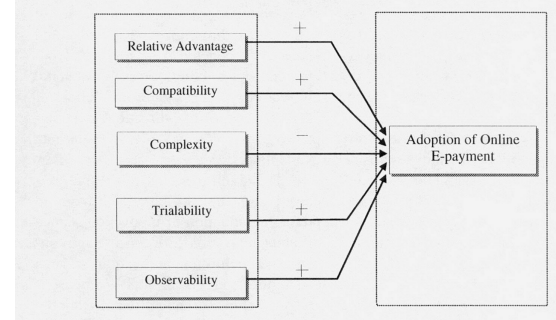 Relative Advantage
+
Compatibility
+
Complexity
−
Adoption of Online
E-payment
Trialability
+
Observability
+